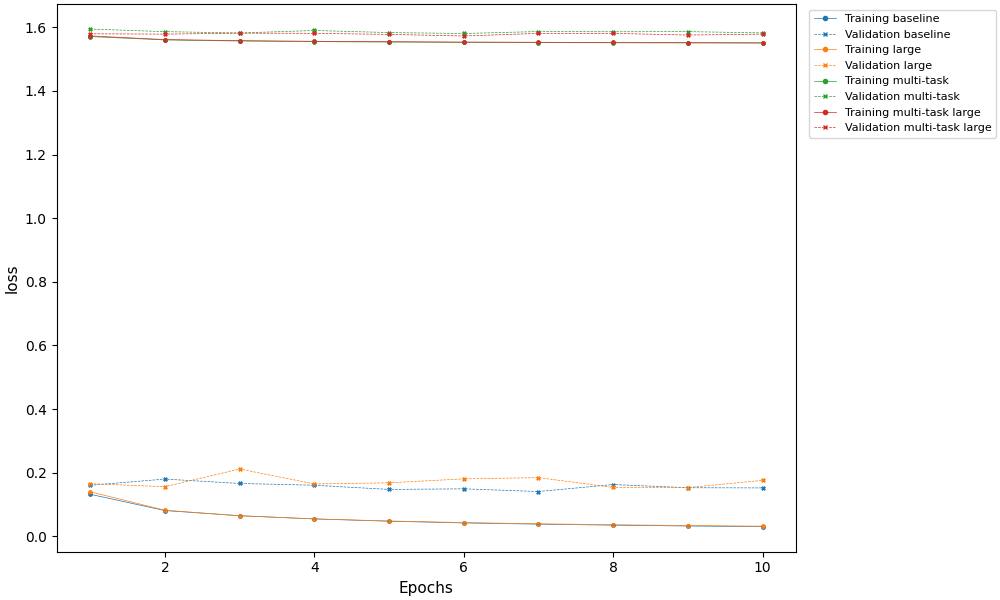 1.6
1.4
1.2
1.0
0.8
0.6
0.4
0.2
0.0
loss
2
4
6
8
10
Epochs
Training baseline
Validation baseline
Training large
Validation large
Training multi-task
Validation multi-task
Training multi-task large
Validation multi-task large